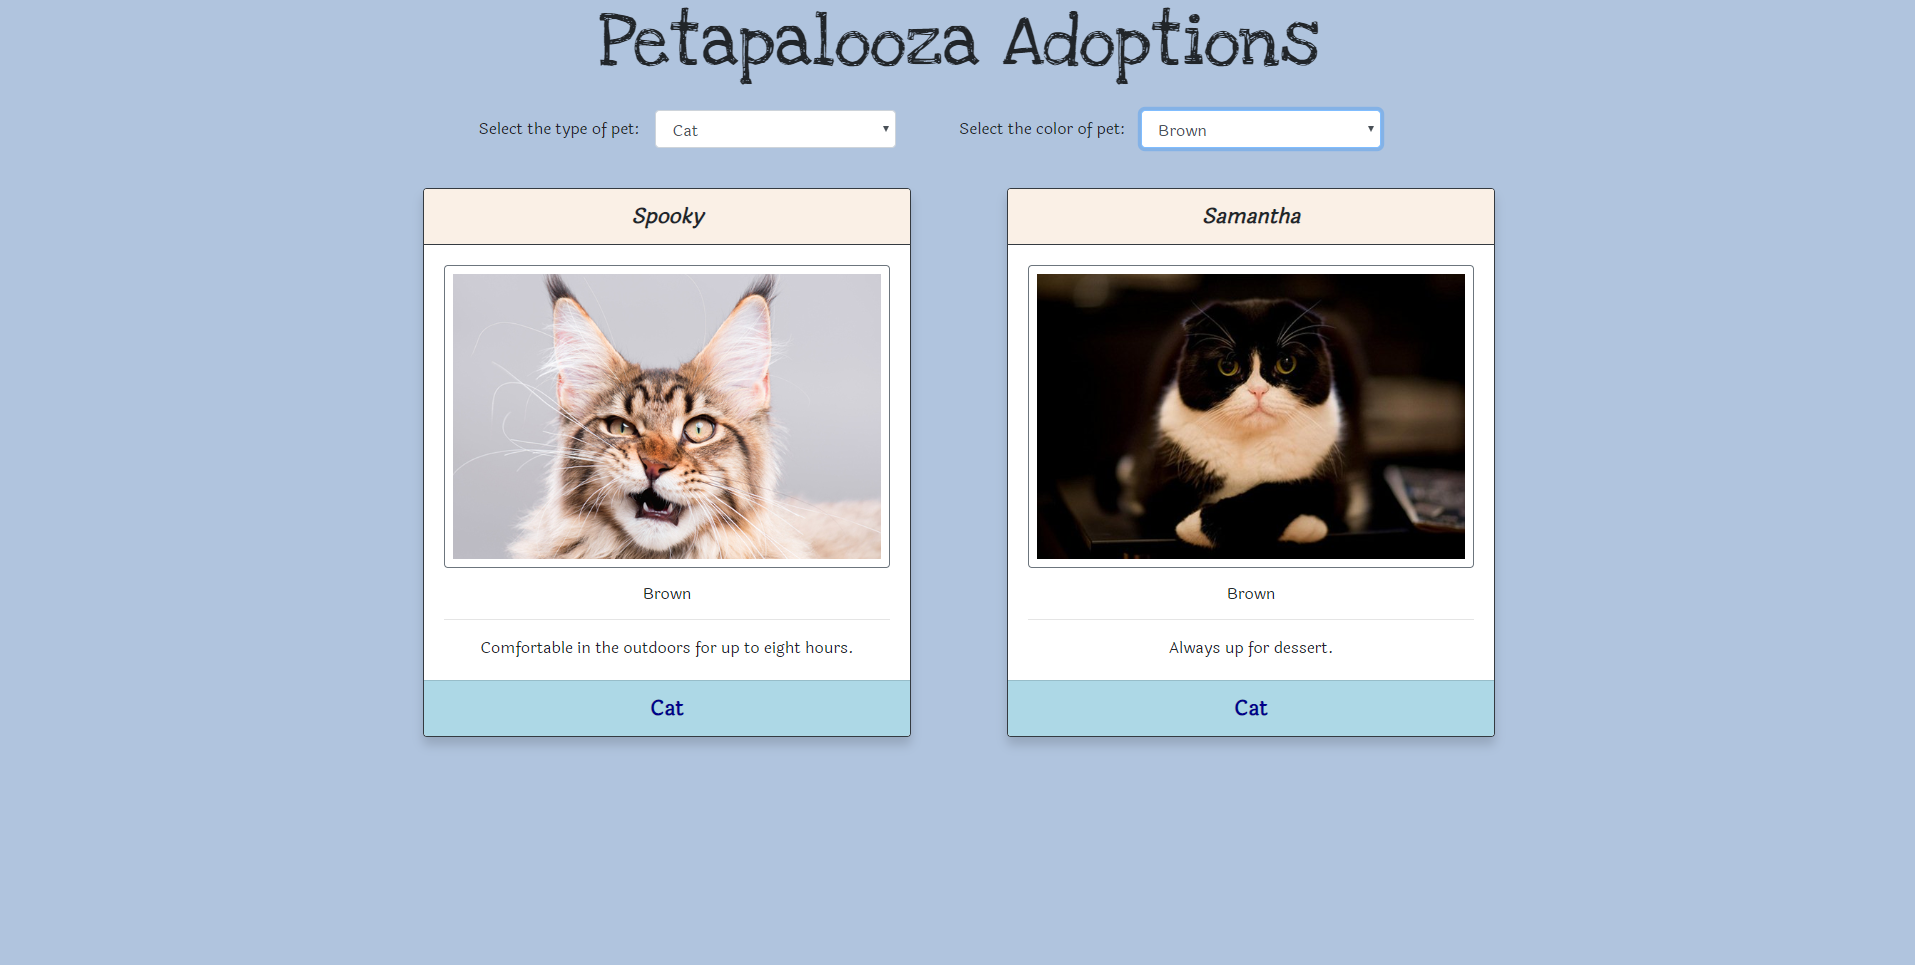 Petapalooza Adoptions
Select the type of pet: Cat Select the color of pet: Brown
Spooky
Brown
Comfortable in the outdoors for up to eight hours.
Cat
Samantha
Brown
Always up for dessert.
Cat